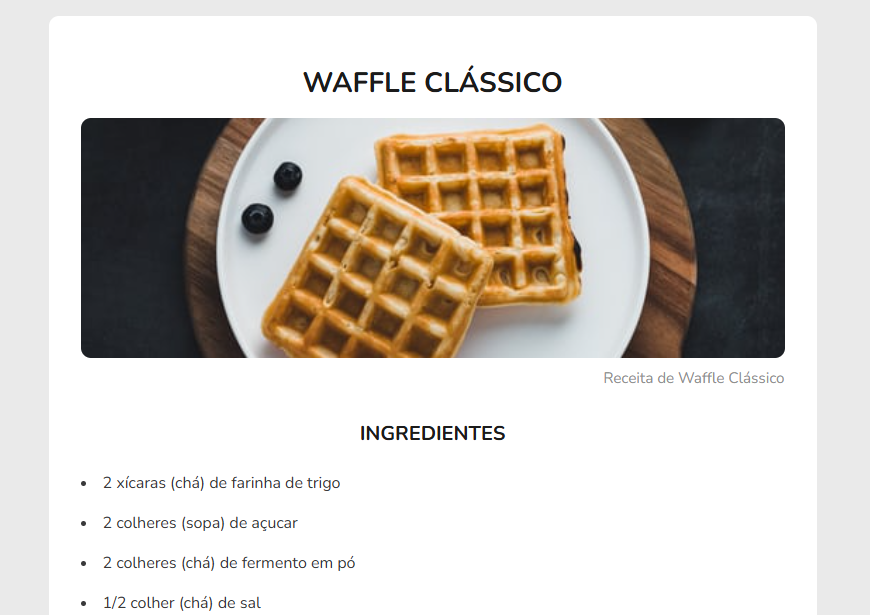 WAFFLE CLÁSSICO
Receita de Waffle Clássico
INGREDIENTES
2 xícaras (chá) de farinha de trigo
2 colheres (sopa) de açucar
2 colheres (chá) de fermento em pó
1/2 colher (chá) de sal